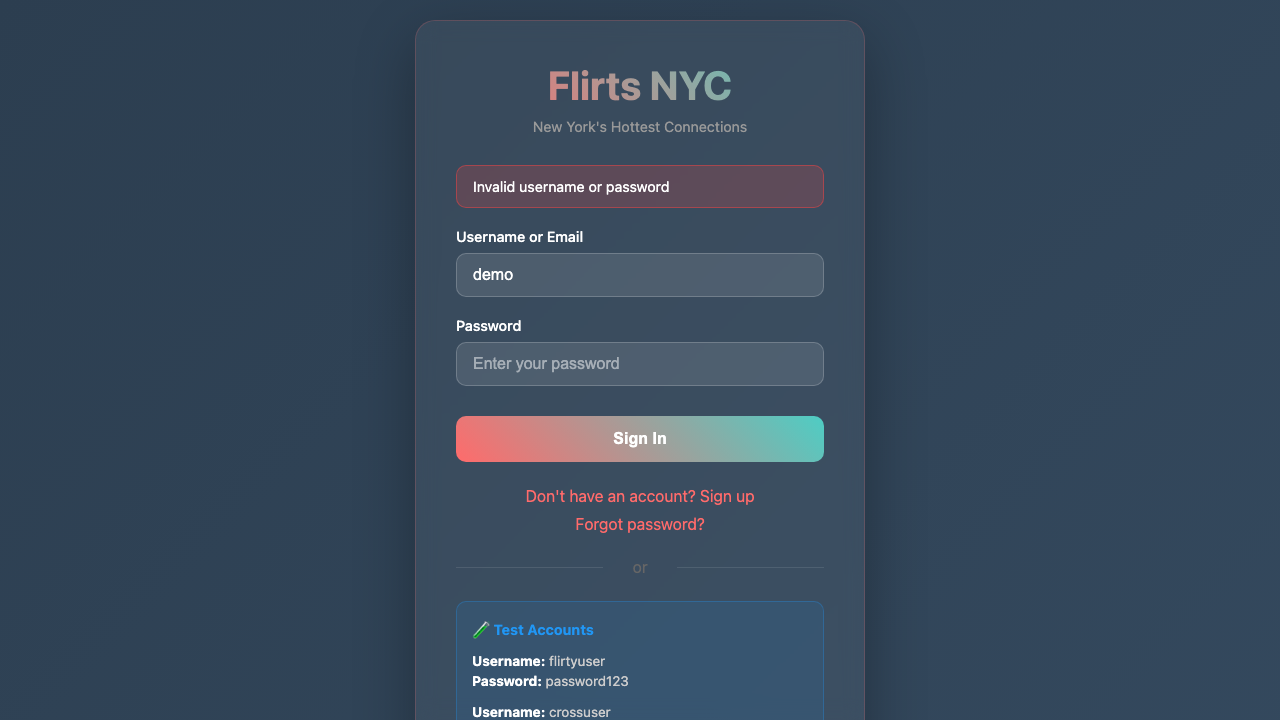 Flirts NYC
New York's Hottest Connections
Invalid username or password
Username or Email
demo
Password
Enter your password
Sign In
Don't have an account? Sign up
Forgot password?
or
🧪 Test Accounts
Username: flirtyuser
Password: password123
Username: crossuser